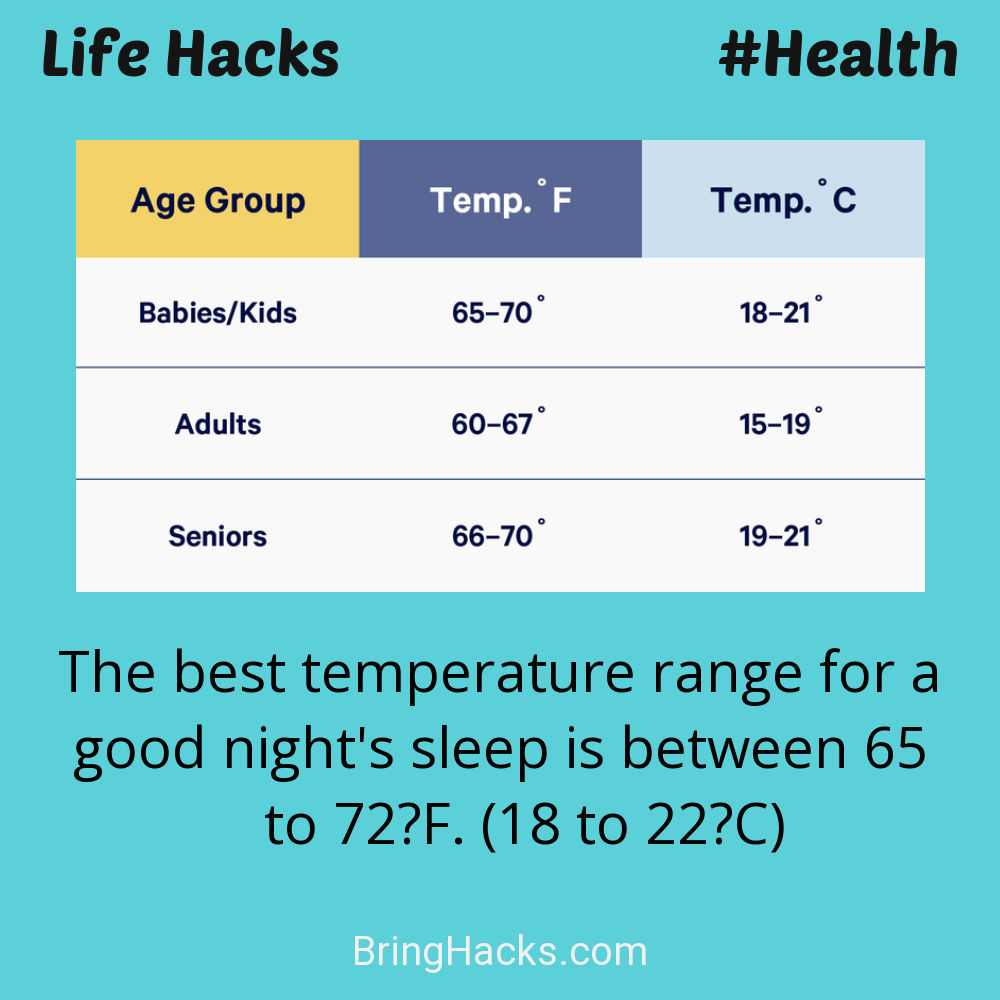 Life Hacks #Health
Age Group Temp.°F Temp.°C
Babies/Kids 65–70° 18–21°
Adults 60–67° 15–19°
Seniors 66–70° 19–21°
The best temperature range for a
good night's sleep is between 65
to 72?F. (18 to 22?C)
BringHacks.com